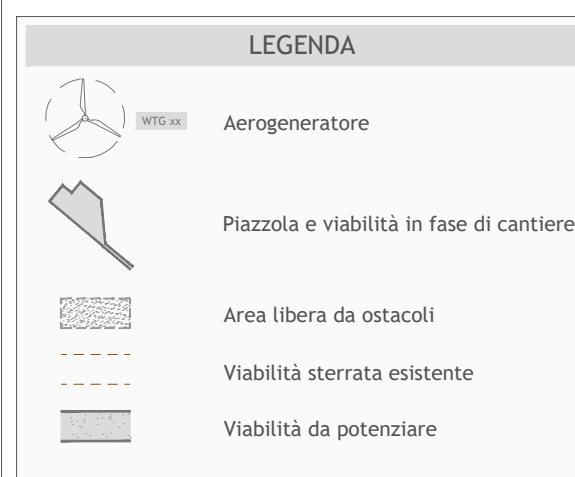 LEGENDA
WTG xx
Aerogeneratore
Piazzola e viabilità in fase di cantiere
Area libera da ostacoli
Viabilità sterrata esistente
Viabilità da potenziare